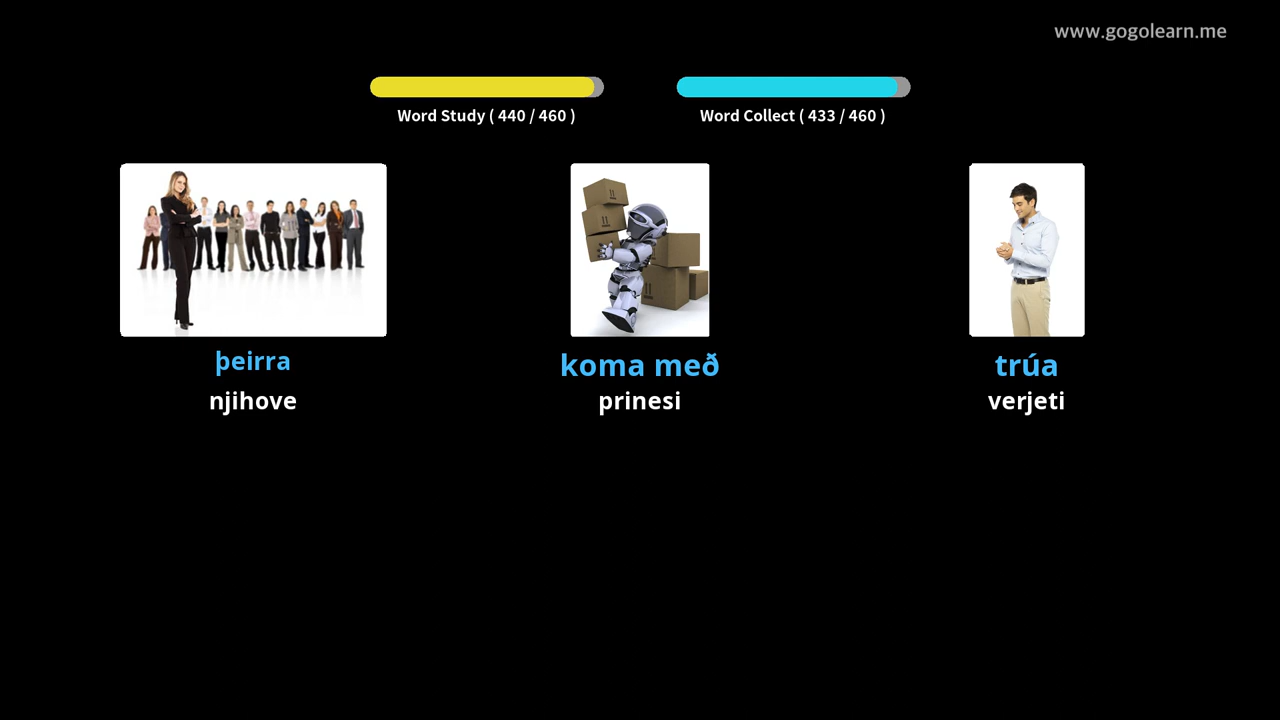 www.gogolearn.me
Word Study ( 440 / 460 )
Word Collect ( 433 / 460 )
þeirra
koma með
trúa
njihove
prinesi
verjeti